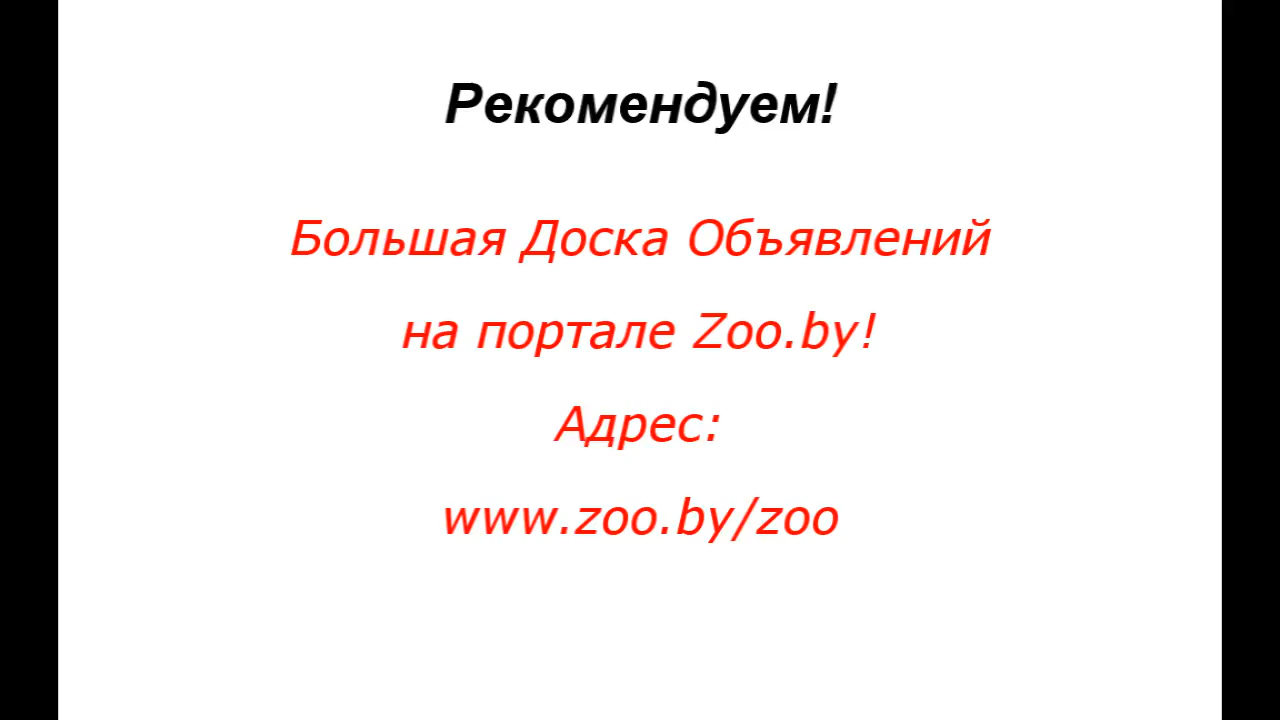 Рекомендуем!
Большая Доска Объявлений
на портале Zoo.by!
Адрес:
www.zoo.by/zoo